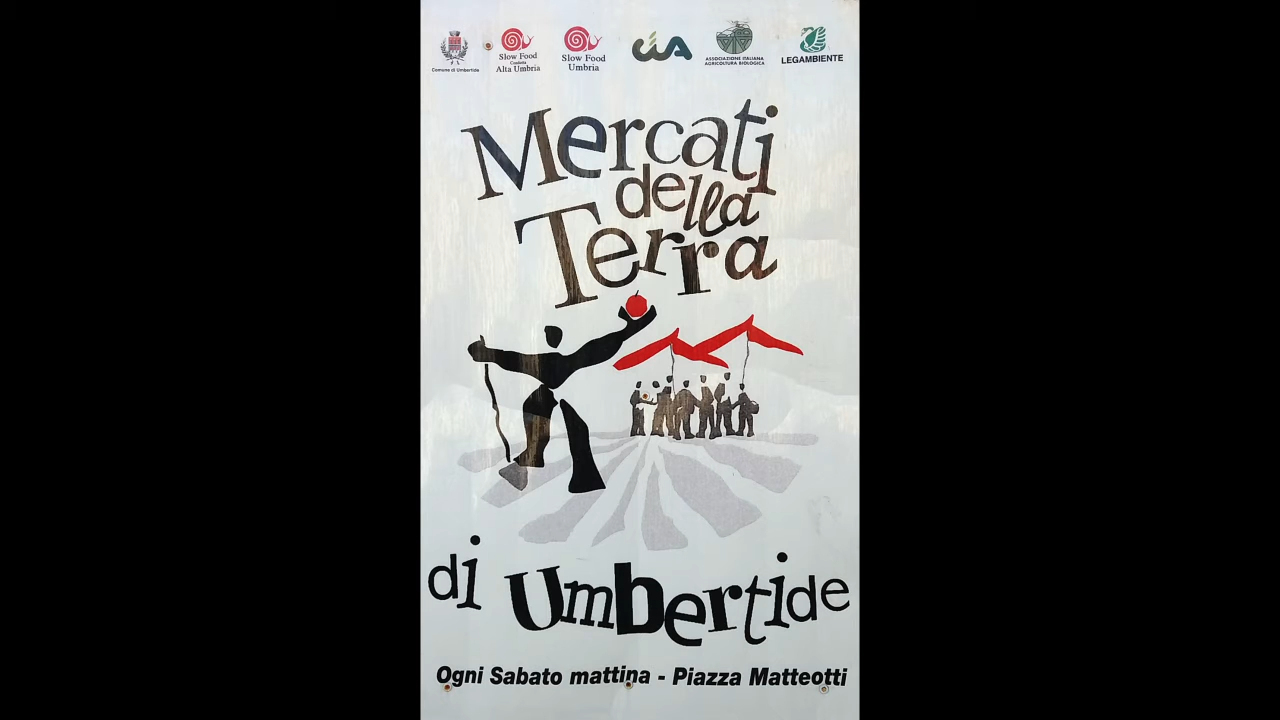 Comune di Umbertide
Slow Food
Condotta
Alta Umbria
Slow Food
Umbria
CIA
ASSOCIAZIONE ITALIANA
AGRICOLTURA BIOLOGICA
LEGAMBIENTE
Mercati
della
Terra
di Umbertide
Ogni Sabato mattina - Piazza Matteotti